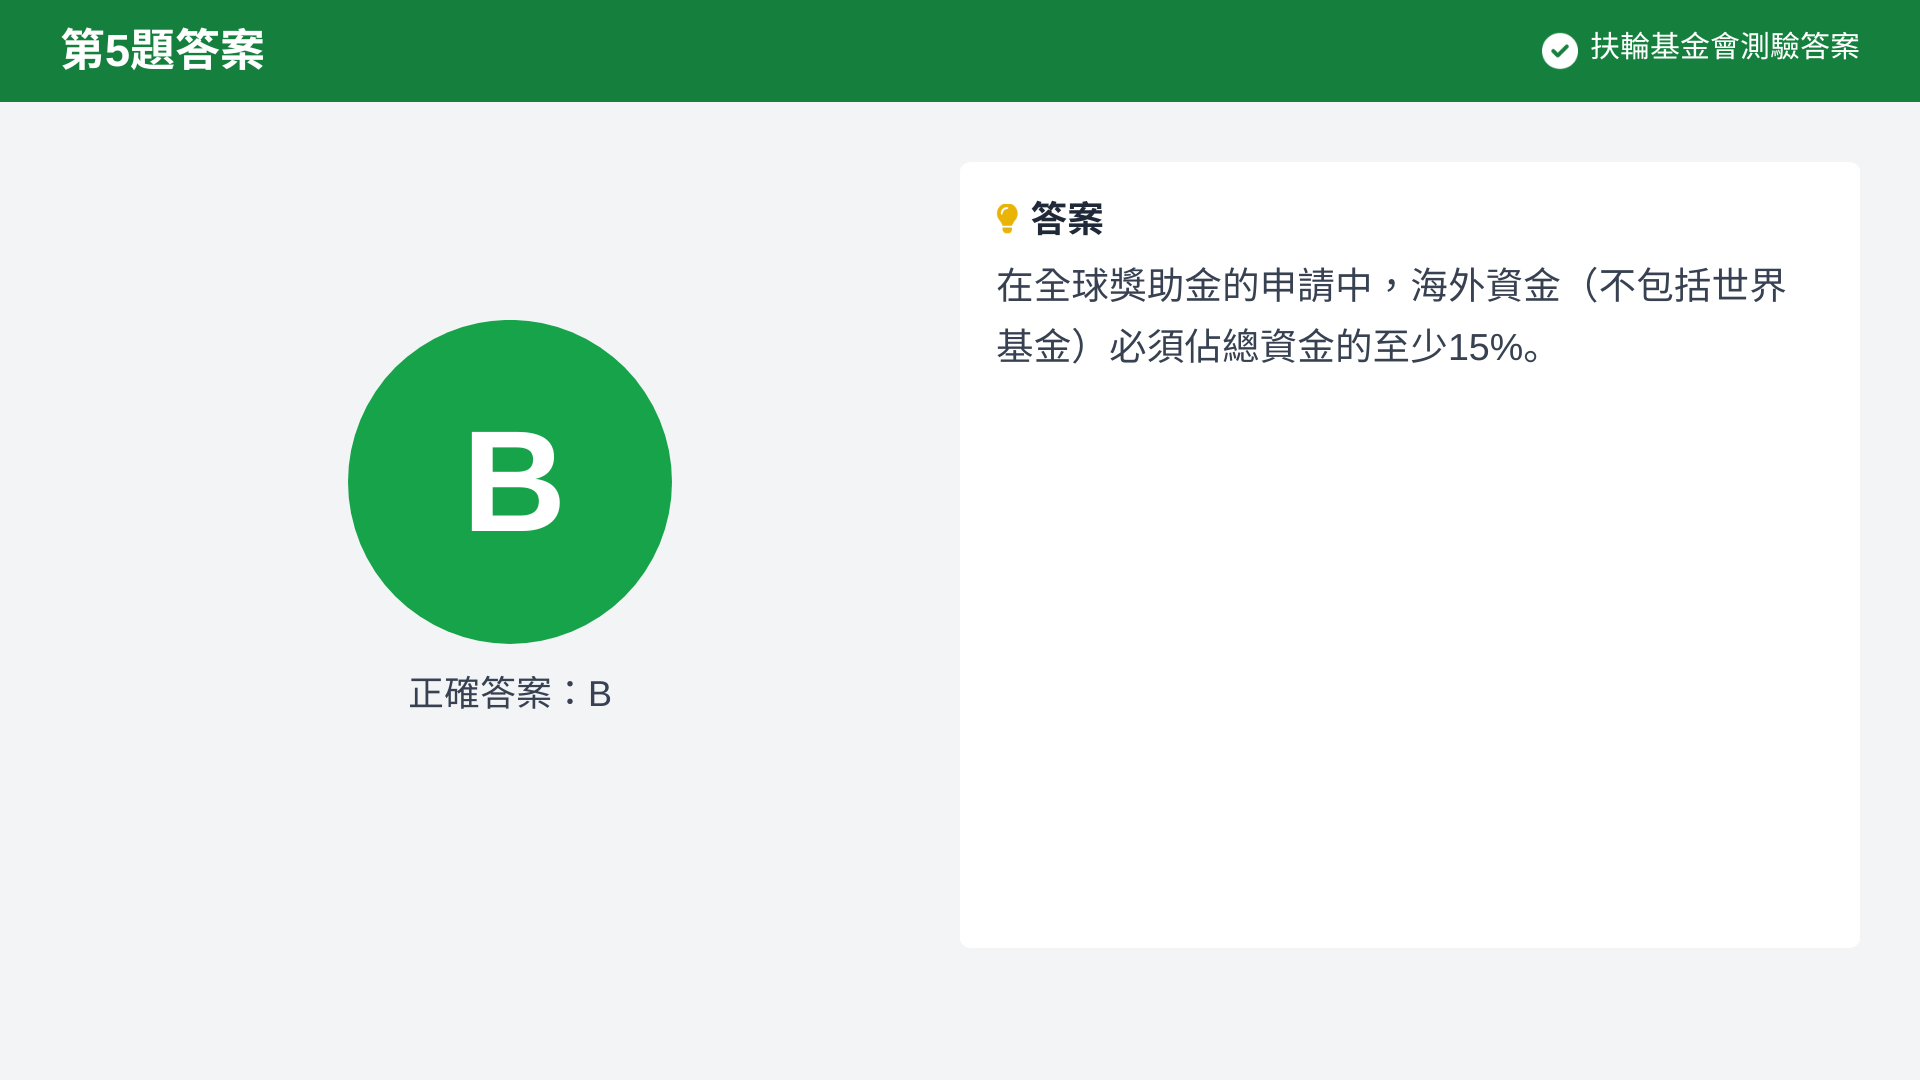 第5題答案
扶輪基金會測驗答案
B
正確答案：B
答案
在全球獎助金的申請中，海外資金（不包括世界
基金）必須佔總資金的至少15%。